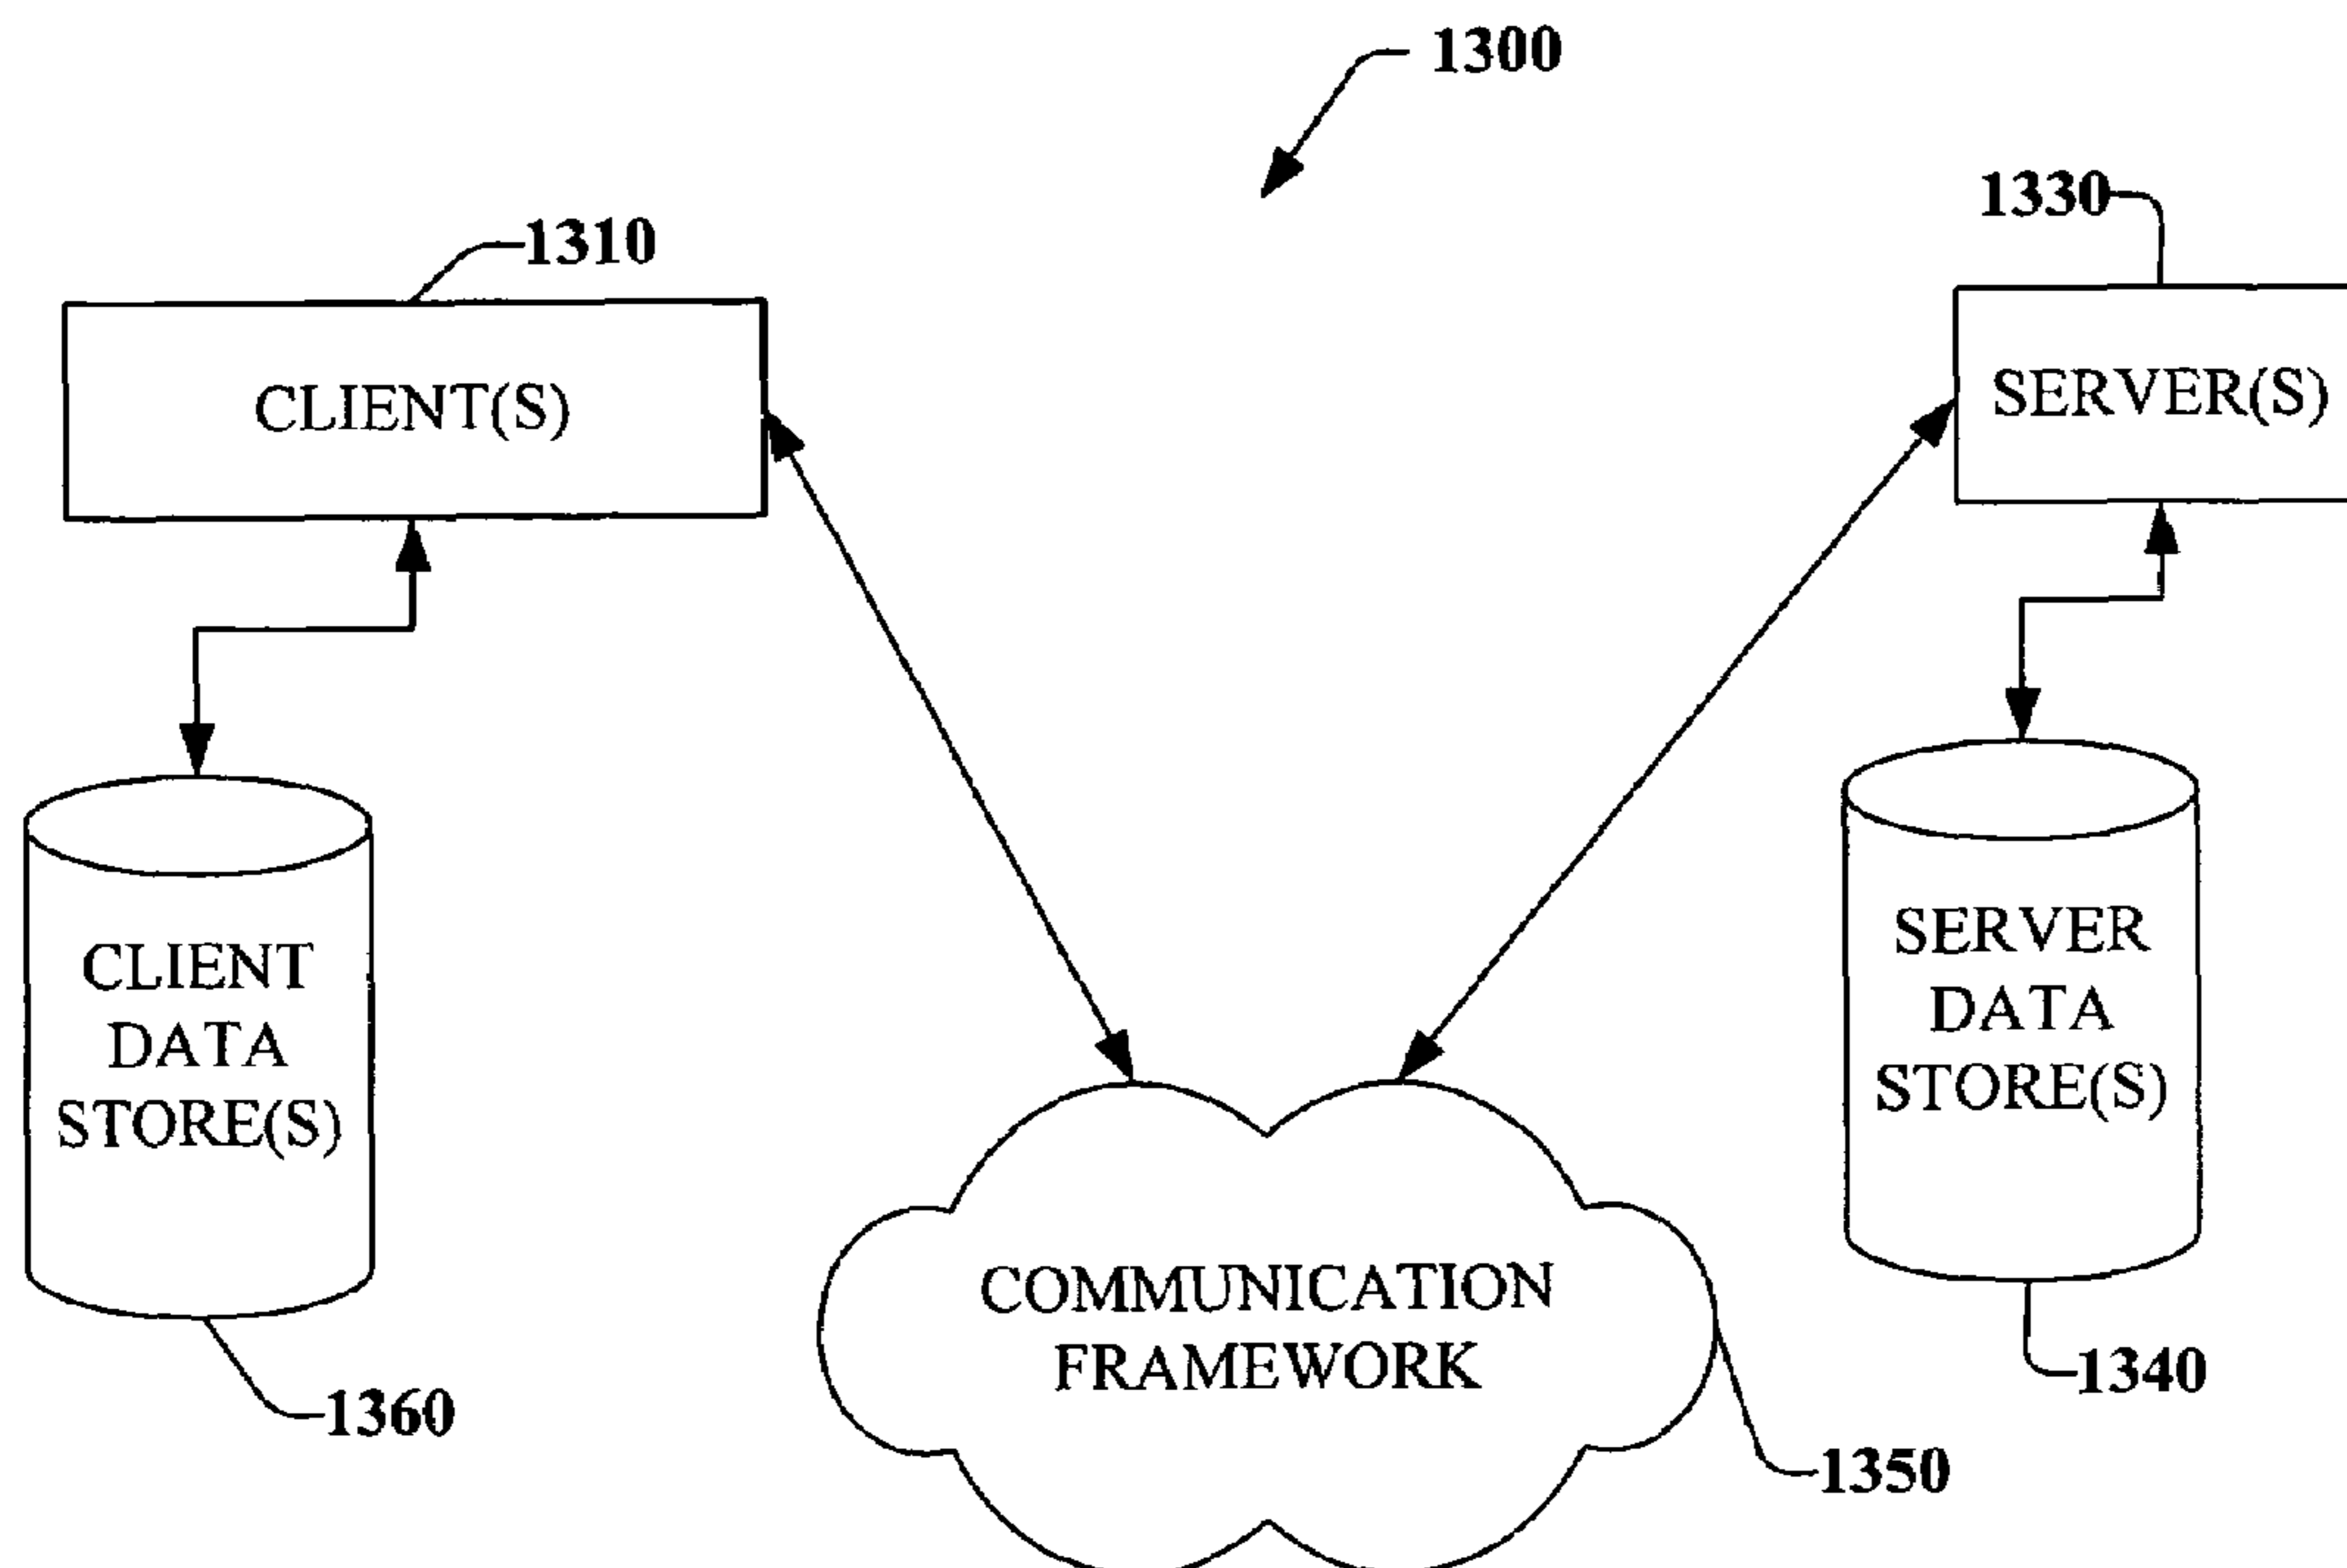 1300
1330
1310
CLIENT(S)
SERVER(S)
CLIENT
DATA
STORE(S)
SERVER
DATA
STORE(S)
COMMUNICATION
FRAMEWORK
1340
1360
1350